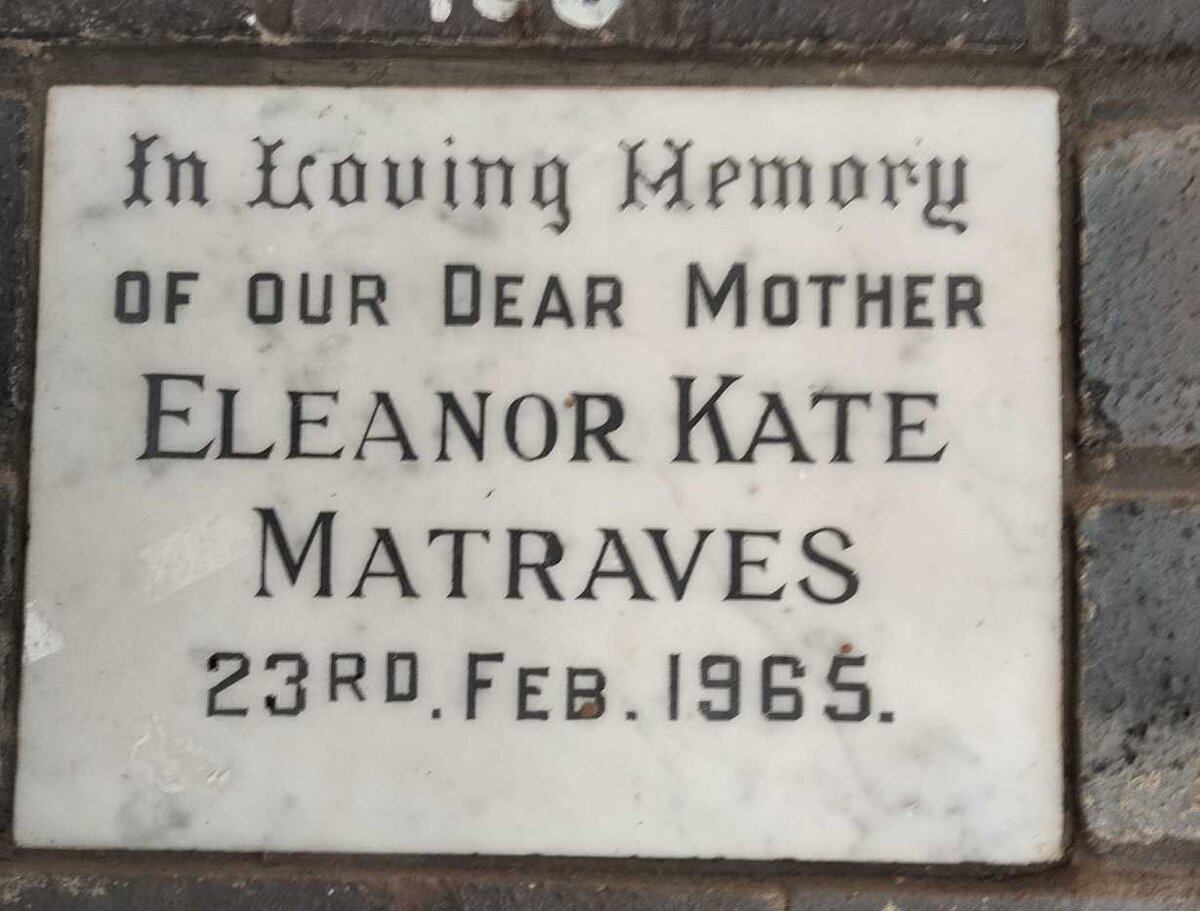 In Loving Memory
OF OUR DEAR MOTHER
ELEANOR KATE
MATRAVES
23RD. FEB. 1965.